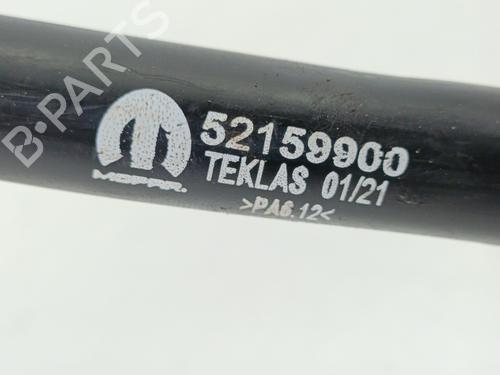 B-PARTS
52159900
MOPAR
TEKLAS 01/21
>PA6.12<